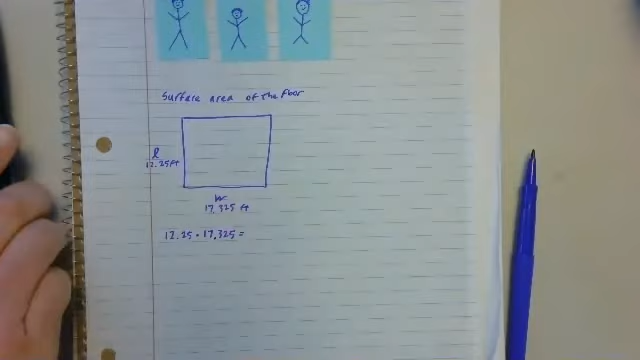 Surface area of the floor
l
12.25 ft
W
17.325 ft
12.25 • 17.325 =